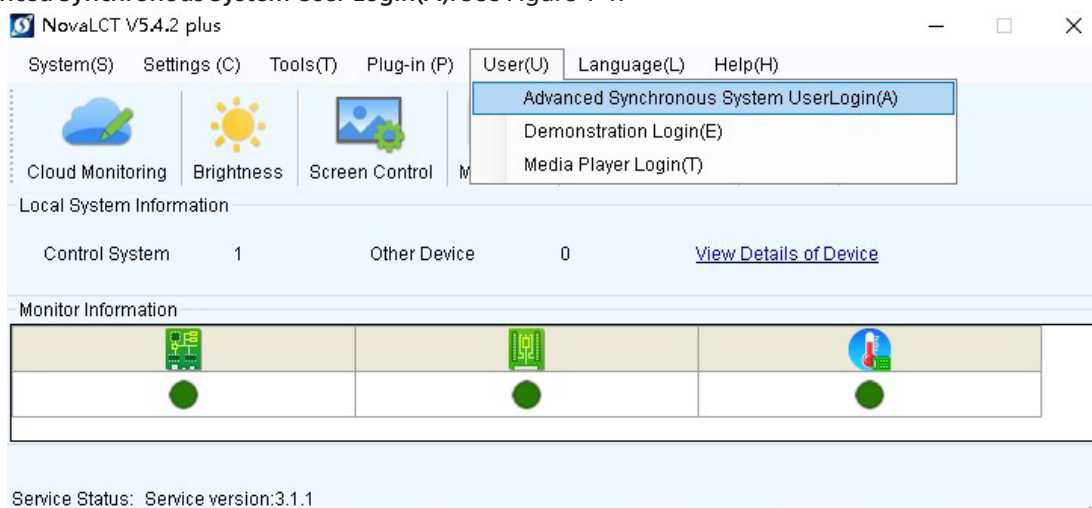 NovaLCT V5.4.2 plus
System(S) Settings (C) Tools(T) Plug-in (P) User(U) Language(L) Help(H)
Advanced Synchronous System UserLogin(A)
Demonstration Login(E)
Media Player Login(T)
Cloud Monitoring Brightness Screen Control
Local System Information
Control System 1 Other Device 0 View Details of Device
Monitor Information
Service Status: Service version:3.1.1